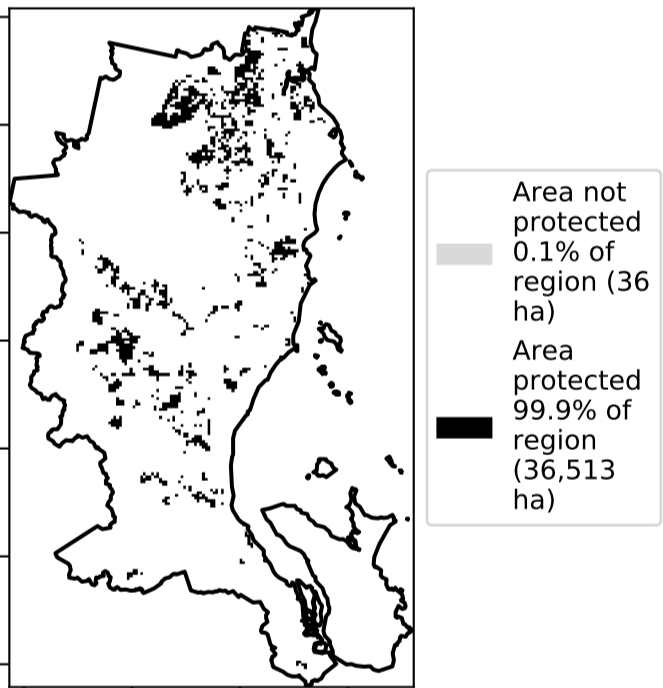 Area not
protected
0.1% of
region (36
ha)
Area
protected
99.9% of
region
(36,513
ha)